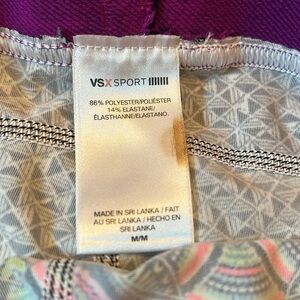 VSX SPORT
86% POLYESTER/POLIÉSTER
14% ELASTANE/
ÉLASTHANNE/ELASTANO.
MADE IN SRI LANKA / FAIT
AU SRI LANKA / HECHO EN
SRI LANKA
M/M